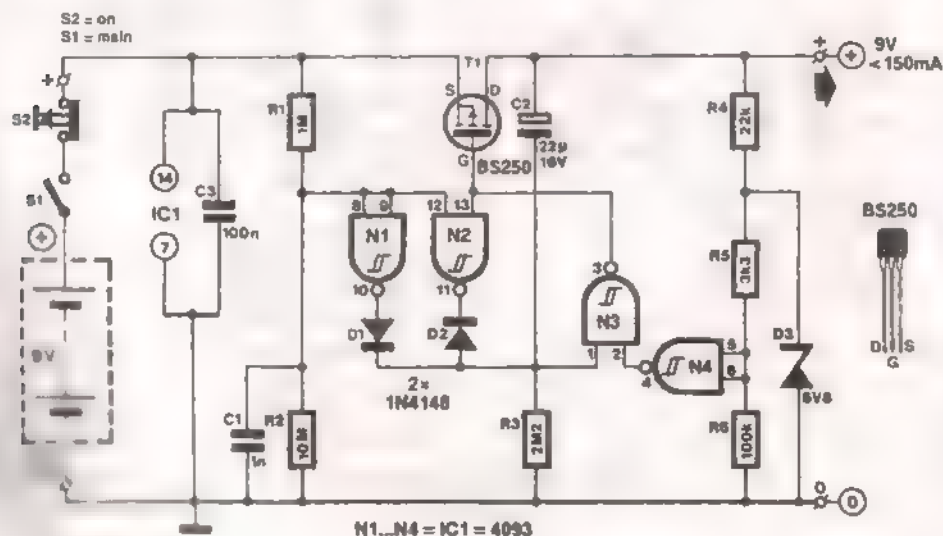 S2 = on
S1 = main
+
S2
S1
+
9V
14
IC1
7
C3
100n
R1
1M
T1
S
D
G
BS250
C2
22µ
16V
+
+
9V
< 150mA
R4
22k
8
9
N1
10
12
13
N2
11
D1
D2
2×
1N4148
3
N3
1
2
R5
3k3
N4
4
5
6
D3
6V8
BS250
D
S
G
C1
1n
R2
10M
R3
2M2
R6
100k
0
0
N1...N4 = IC1 = 4093